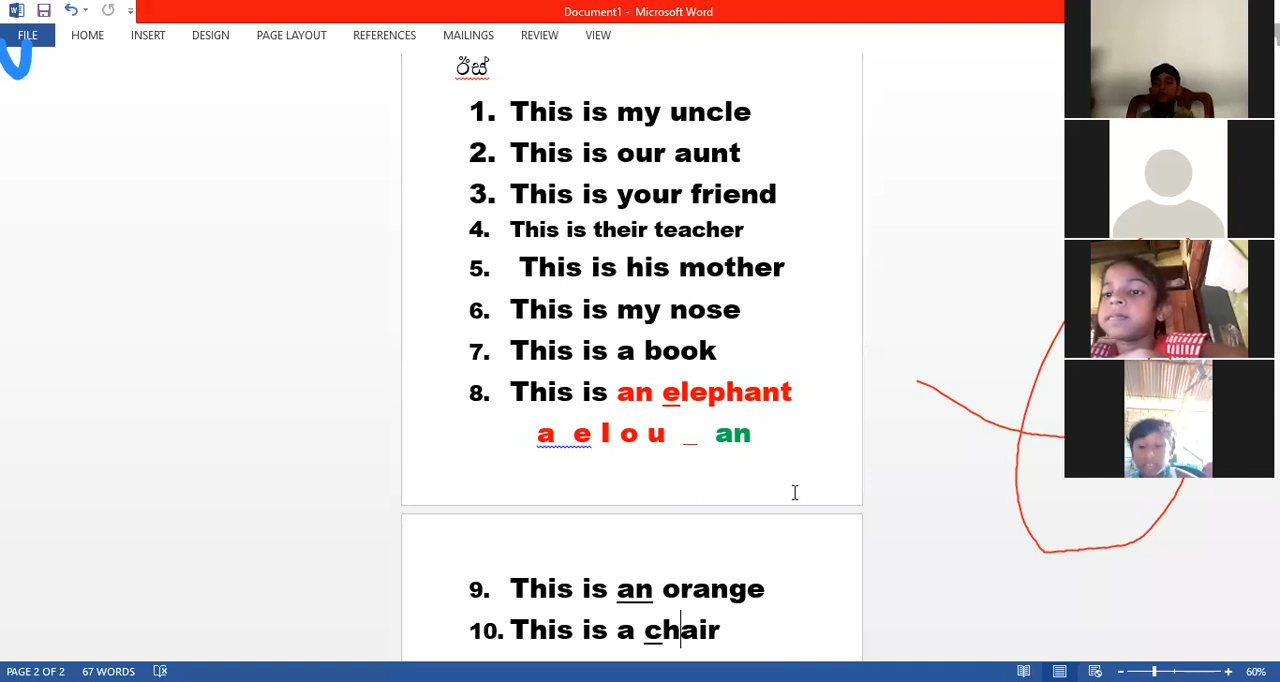 Document1 - Microsoft Word
FILE HOME INSERT DESIGN PAGE LAYOUT REFERENCES MAILINGS REVIEW VIEW
ඊස්
1. This is my uncle
2. This is our aunt
3. This is your friend
4. This is their teacher
5. This is his mother
6. This is my nose
7. This is a book
8. This is an elephant
a e I o u _ an
9. This is an orange
10. This is a chair
PAGE 2 OF 2 67 WORDS 60%